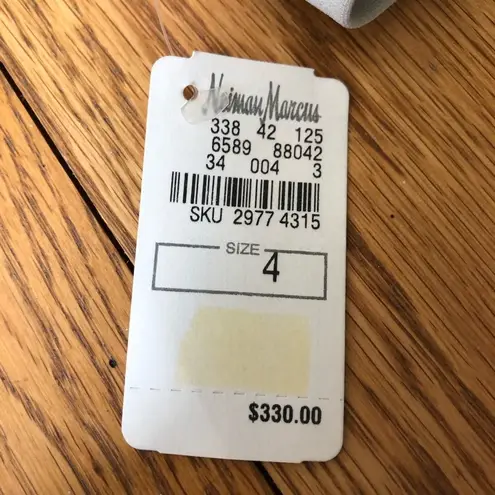 Neiman Marcus
338 42 125
6589 88042
34 004 3
SKU 2977 4315
SIZE
4
$330.00